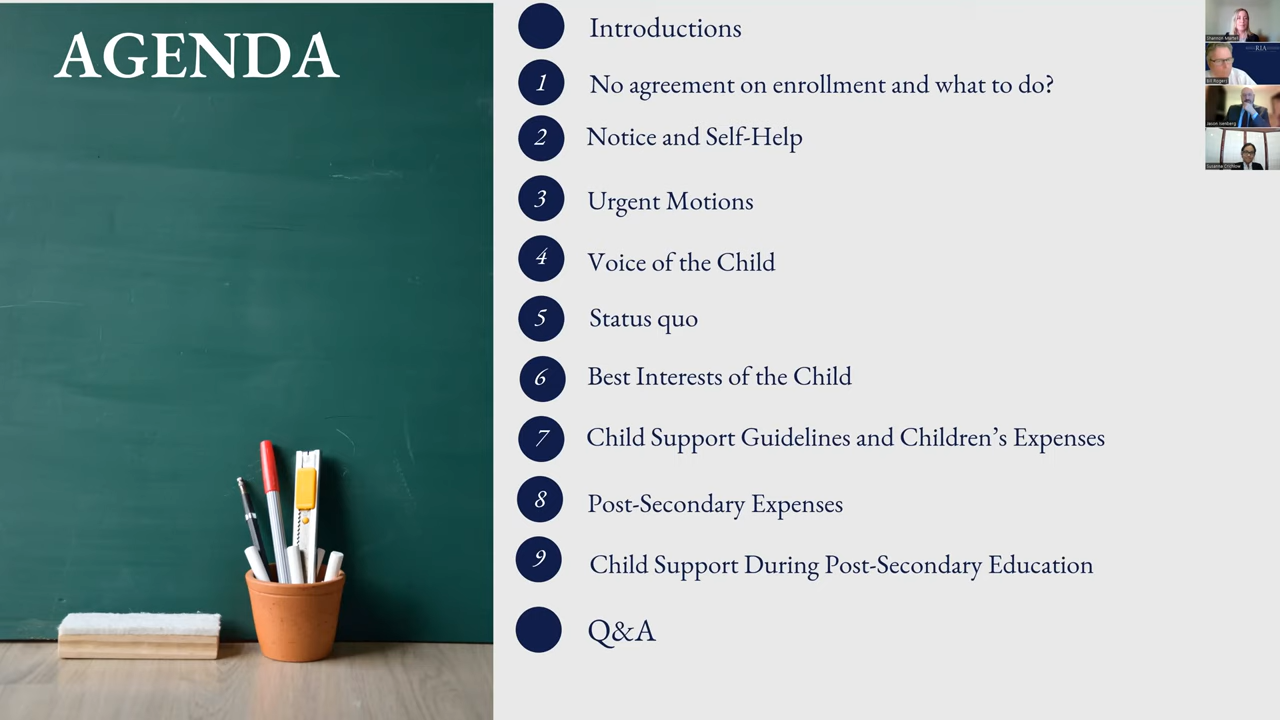 AGENDA
Introductions
1 No agreement on enrollment and what to do?
2 Notice and Self-Help
3 Urgent Motions
4 Voice of the Child
5 Status quo
6 Best Interests of the Child
7 Child Support Guidelines and Children’s Expenses
8 Post-Secondary Expenses
9 Child Support During Post-Secondary Education
Q&A
RIA